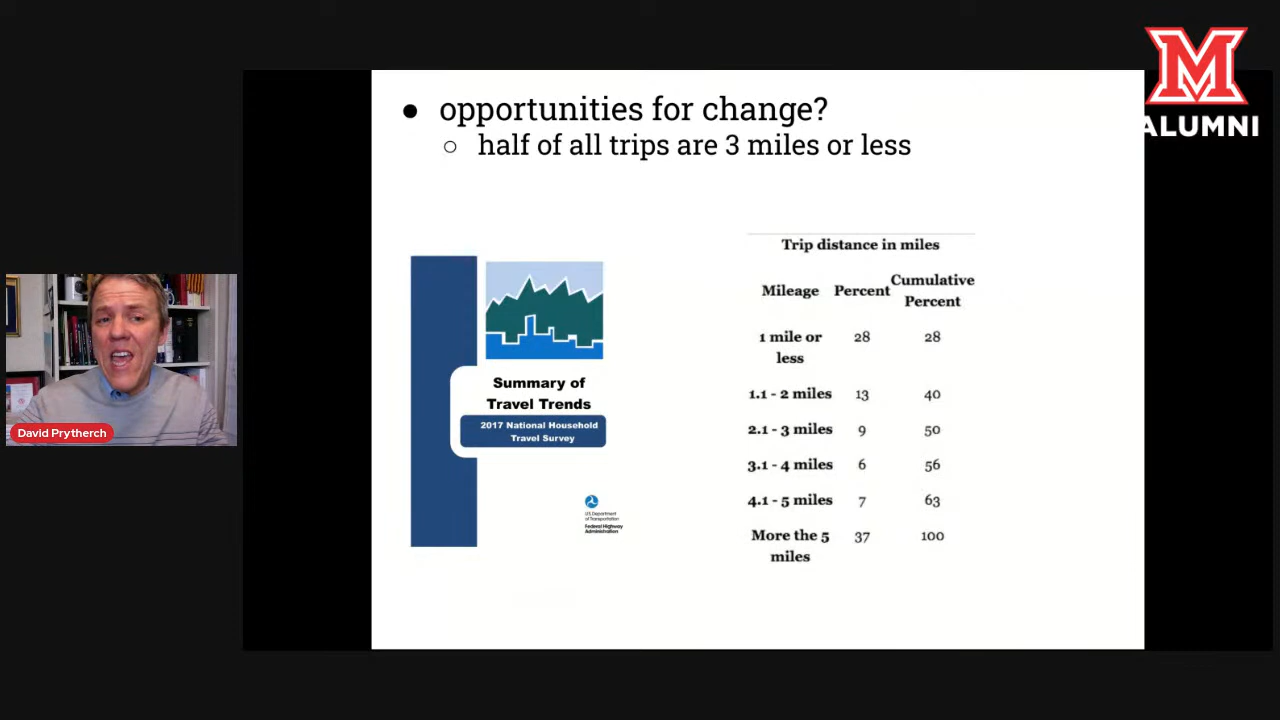 M
ALUMNI
● opportunities for change?
○ half of all trips are 3 miles or less
Summary of
Travel Trends
2017 National Household
Travel Survey
U.S. Department
of Transportation
Federal Highway
Administration
Trip distance in miles
Mileage Percent Cumulative Percent
1 mile or less 28 28
1.1 - 2 miles 13 40
2.1 - 3 miles 9 50
3.1 - 4 miles 6 56
4.1 - 5 miles 7 63
More the 5 miles 37 100
David Prytherch